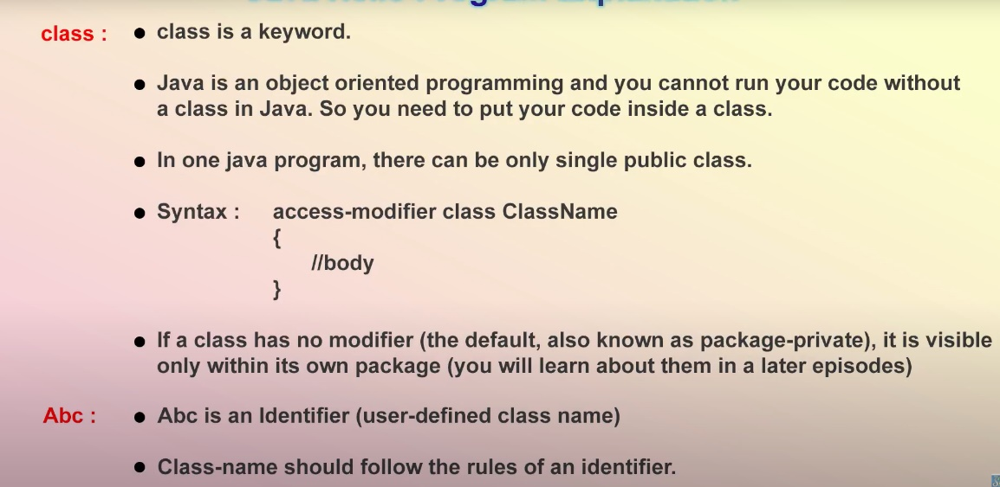 class : ● class is a keyword.
● Java is an object oriented programming and you cannot run your code without
a class in Java. So you need to put your code inside a class.
● In one java program, there can be only single public class.
● Syntax : access-modifier class ClassName
{
//body
}
● If a class has no modifier (the default, also known as package-private), it is visible
only within its own package (you will learn about them in a later episodes)
Abc : ● Abc is an Identifier (user-defined class name)
● Class-name should follow the rules of an identifier.